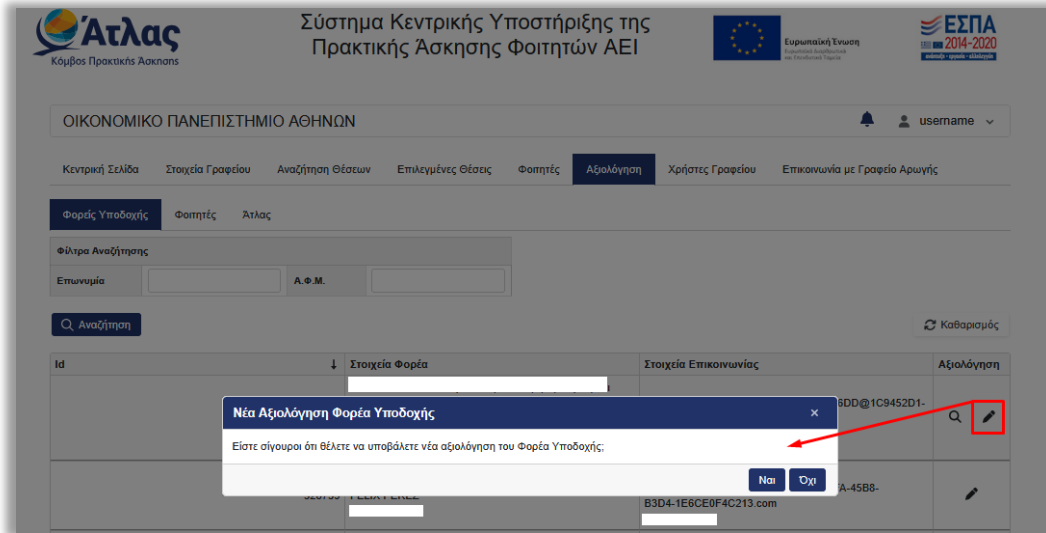 Άτλας
Κόμβος Πρακτικής Άσκησης
Σύστημα Κεντρικής Υποστήριξης της
Πρακτικής Άσκησης Φοιτητών ΑΕΙ
Ευρωπαϊκή Ένωση
ΕΣΠΑ
2014-2020
ΟΙΚΟΝΟΜΙΚΟ ΠΑΝΕΠΙΣΤΗΜΙΟ ΑΘΗΝΩΝ
username
Κεντρική Σελίδα Στοιχεία Γραφείου Αναζήτηση Θέσεων Επιλεγμένες Θέσεις Φοιτητές Αξιολόγηση Χρήστες Γραφείου Επικοινωνία με Γραφείο Αρωγής
Φορείς Υποδοχής Φοιτητές Άτλας
Φίλτρα Αναζήτησης
Επωνυμία Α.Φ.Μ.
Αναζήτηση Καθαρισμός
Id Στοιχεία Φορέα Στοιχεία Επικοινωνίας Αξιολόγηση
6DD@1C9452D1-
Νέα Αξιολόγηση Φορέα Υποδοχής ×
Είστε σίγουροι ότι θέλετε να υποβάλετε νέα αξιολόγηση του Φορέα Υποδοχής;
Ναι Όχι
A-45B8-
B3D4-1E6CE0F4C213.com